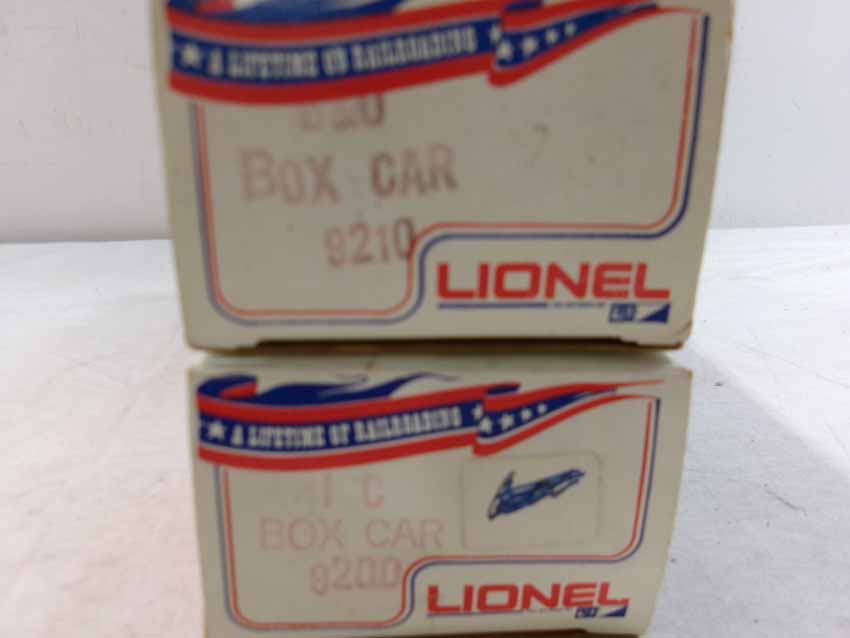 A LIFETIME OF RAILROADING
B&O
BOX CAR
9210
LIONEL
A LIFETIME OF RAILROADING
I C
BOX CAR
9200
LIONEL